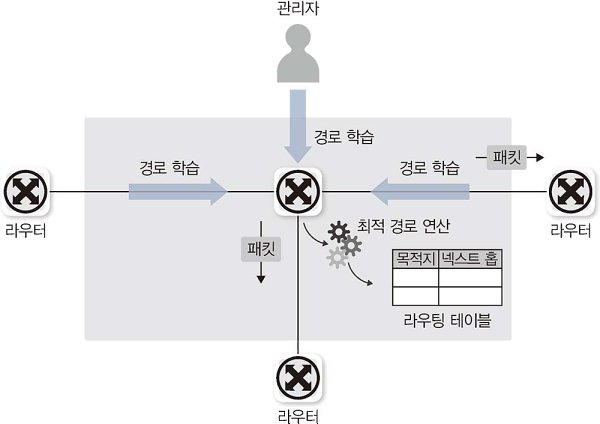 관리자
경로 학습
경로 학습
경로 학습
패킷
라우터
라우터
패킷
최적 경로 연산
목적지 넥스트 홉
라우팅 테이블
라우터